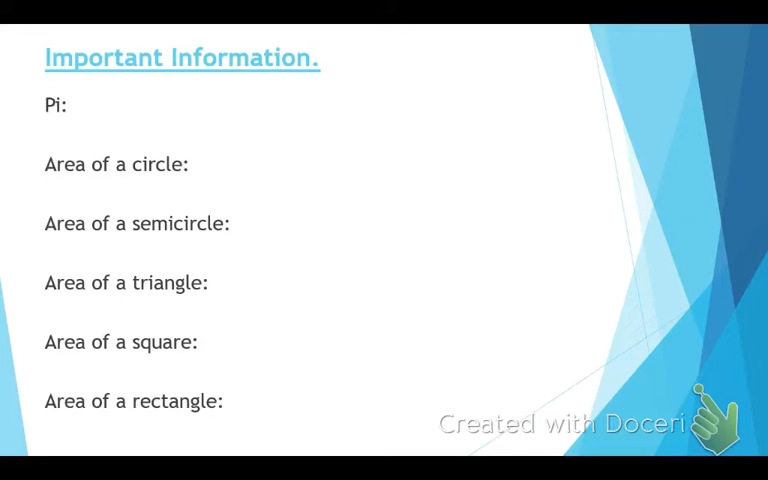 Important Information.
Pi:
Area of a circle:
Area of a semicircle:
Area of a triangle:
Area of a square:
Area of a rectangle:
Created with Doceri